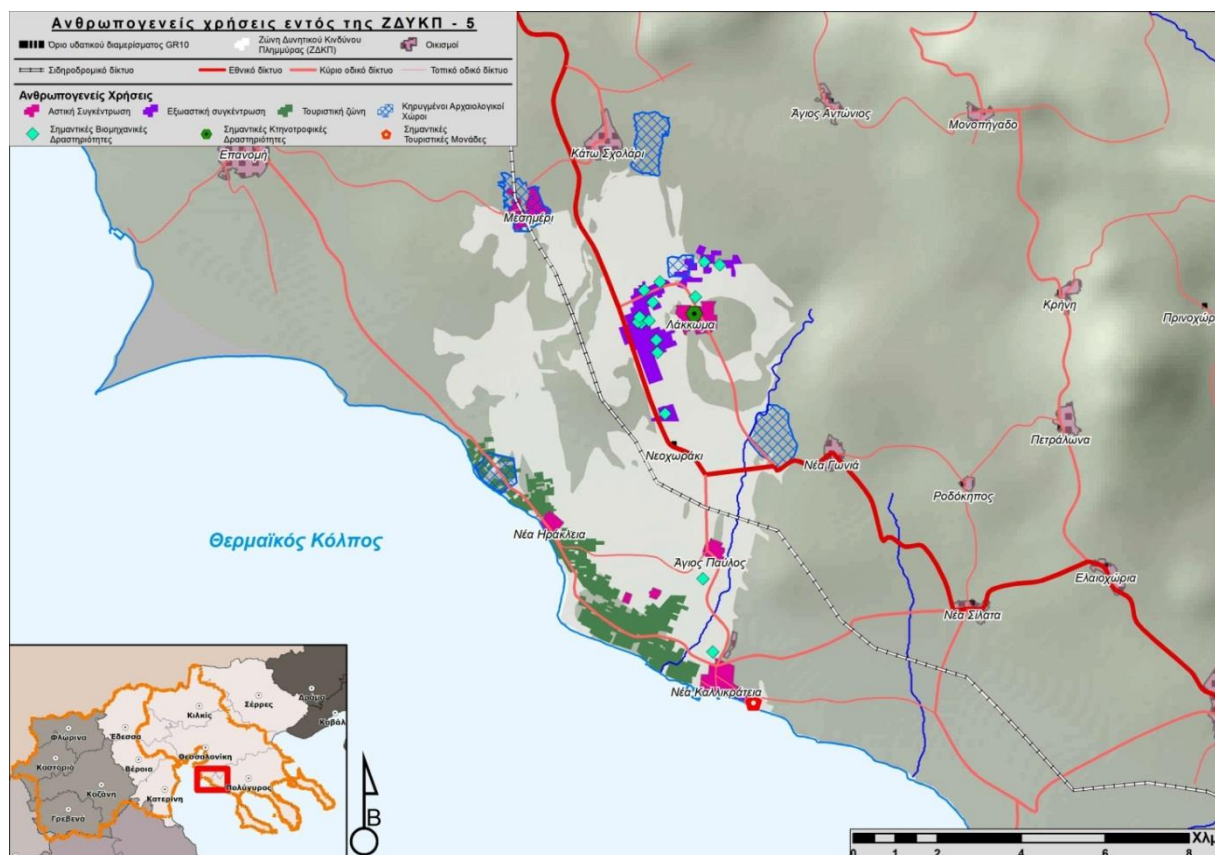 Ανθρωπογενείς χρήσεις εντός της ΖΔΥΚΠ - 5
Όριο υδατικού διαμερίσματος GR10
Ζώνη Δυνητικού Κινδύνου
Πλημμύρας (ΖΔΚΠ)
Οικισμοί
Σιδηροδρομικό δίκτυο
Εθνικό δίκτυο
Κύριο οδικό δίκτυο
Τοπικό οδικό δίκτυο
Ανθρωπογενείς Χρήσεις
Αστική Συγκέντρωση
Εξωαστική συγκέντρωση
Τουριστική ζώνη
Κηρυγμένοι Αρχαιολογικοί
Χώροι
Σημαντικές Βιομηχανικές
Δραστηριότητες
Σημαντικές Κτηνοτροφικές
Δραστηριότητες
Σημαντικές
Τουριστικές Μονάδες
Επανομή
Κάτω Σχολάρι
Άγιος Αντώνιος
Μονοπήγαδο
Μεσημέρι
Λάκκωμα
Κρήνη
Πρινοχώρ
Πετράλωνα
Νεοχωράκι
Νέα Γωνιά
Ροδόκηπος
Νέα Ηράκλεια
Θερμαϊκός Κόλπος
Άγιος Παύλος
Ελαιοχώρια
Νέα Σίλατα
Νέα Καλλικράτεια
Δράμα
Σέρρες
Κιλκίς
Καβάλ
Φλώρινα
Έδεσσα
Θεσσαλονίκη
Καστοριά
Βέροια
Πολύγυρος
Κοζάνη
Κατερίνη
Γρεβενά
Β
Χλμ
0 1 2 4 6 8